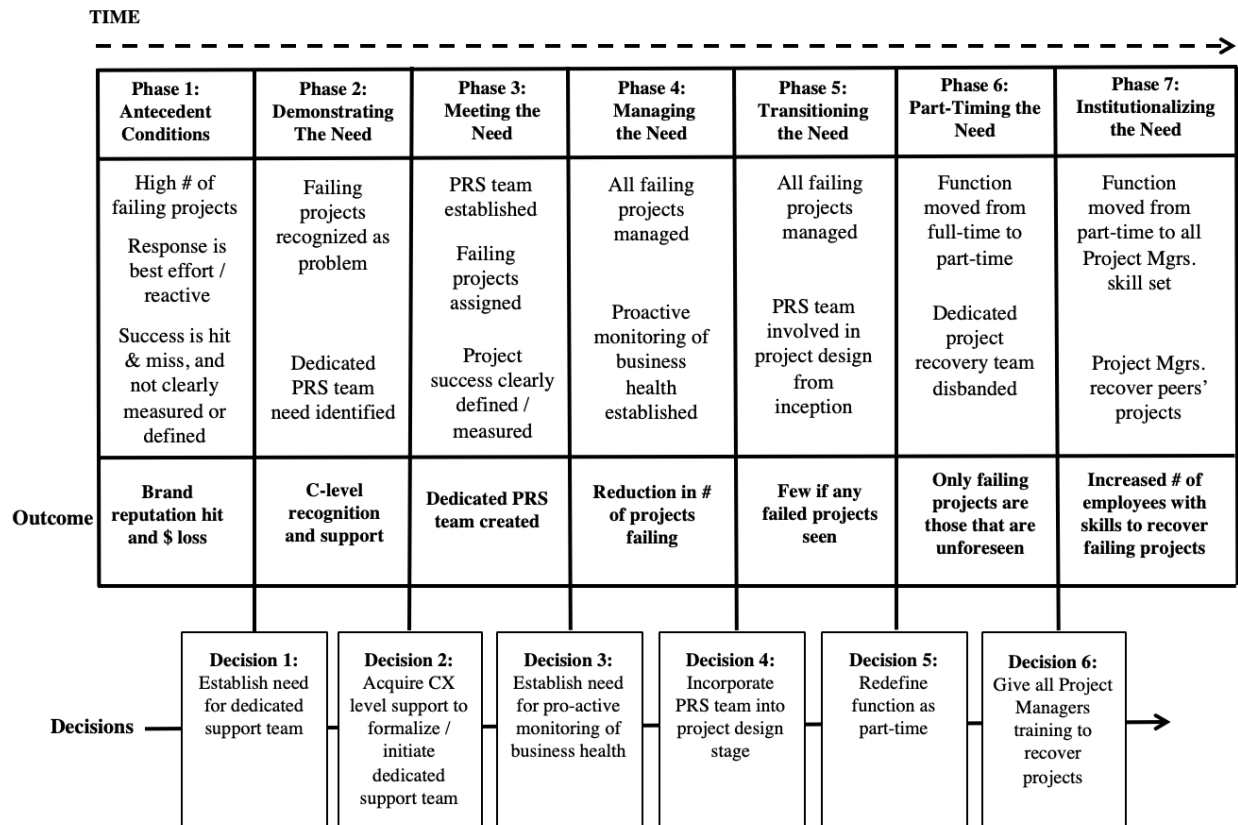 TIME
Phase 1:
Antecedent
Conditions
Phase 2:
Demonstrating
The Need
Phase 3:
Meeting the
Need
Phase 4:
Managing
the Need
Phase 5:
Transitioning
the Need
Phase 6:
Part-Timing the
Need
Phase 7:
Institutionalizing
the Need
High # of
failing projects
Response is
best effort /
reactive
Success is hit
& miss, and
not clearly
measured or
defined
Failing
projects
recognized as
problem
Dedicated
PRS team
need identified
PRS team
established
Failing
projects
assigned
Project
success clearly
defined /
measured
All failing
projects
managed
Proactive
monitoring of
business
health
established
All failing
projects
managed
PRS team
involved in
project design
from
inception
Function
moved from
full-time to
part-time
Dedicated
project
recovery team
disbanded
Function
moved from
part-time to all
Project Mgrs.
skill set
Project Mgrs.
recover peers’
projects
Outcome
Brand
reputation hit
and $ loss
C-level
recognition
and support
Dedicated PRS
team created
Reduction in #
of projects
failing
Few if any
failed projects
seen
Only failing
projects are
those that are
unforeseen
Increased # of
employees with
skills to recover
failing projects
Decisions
Decision 1:
Establish need
for dedicated
support team
Decision 2:
Acquire CX
level support to
formalize /
initiate
dedicated
support team
Decision 3:
Establish need
for pro-active
monitoring of
business health
Decision 4:
Incorporate
PRS team into
project design
stage
Decision 5:
Redefine
function as
part-time
Decision 6:
Give all Project
Managers
training to
recover
projects